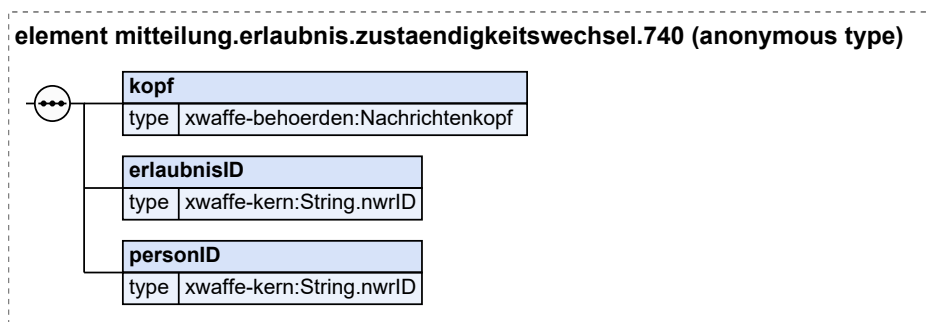 element mitteilung.erlaubnis.zustaendigkeitswechsel.740 (anonymous type)
kopf
type xwaffe-behoerden:Nachrichtenkopf
erlaubnisID
type xwaffe-kern:String.nwrID
personID
type xwaffe-kern:String.nwrID